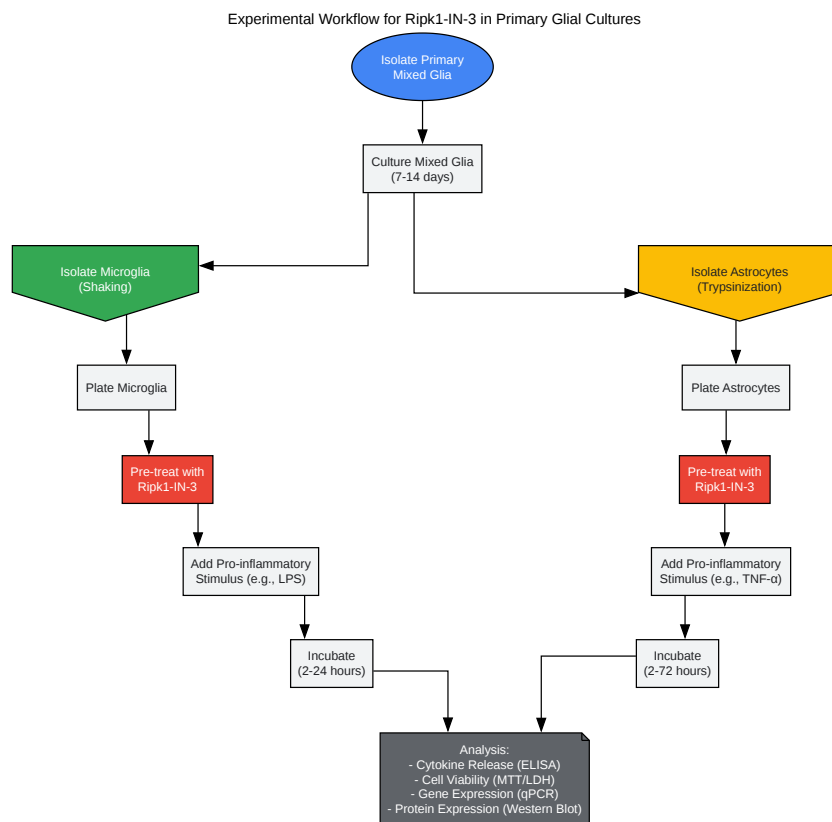 Experimental Workflow for Ripk1-IN-3 in Primary Glial Cultures
Isolate Primary
Mixed Glia
Culture Mixed Glia
(7-14 days)
Isolate Microglia
(Shaking)
Isolate Astrocytes
(Trypsinization)
Plate Microglia
Plate Astrocytes
Pre-treat with
Ripk1-IN-3
Pre-treat with
Ripk1-IN-3
Add Pro-inflammatory
Stimulus (e.g., LPS)
Add Pro-inflammatory
Stimulus (e.g., TNF-α)
Incubate
(2-24 hours)
Incubate
(2-72 hours)
Analysis:
- Cytokine Release (ELISA)
- Cell Viability (MTT/LDH)
- Gene Expression (qPCR)
- Protein Expression (Western Blot)